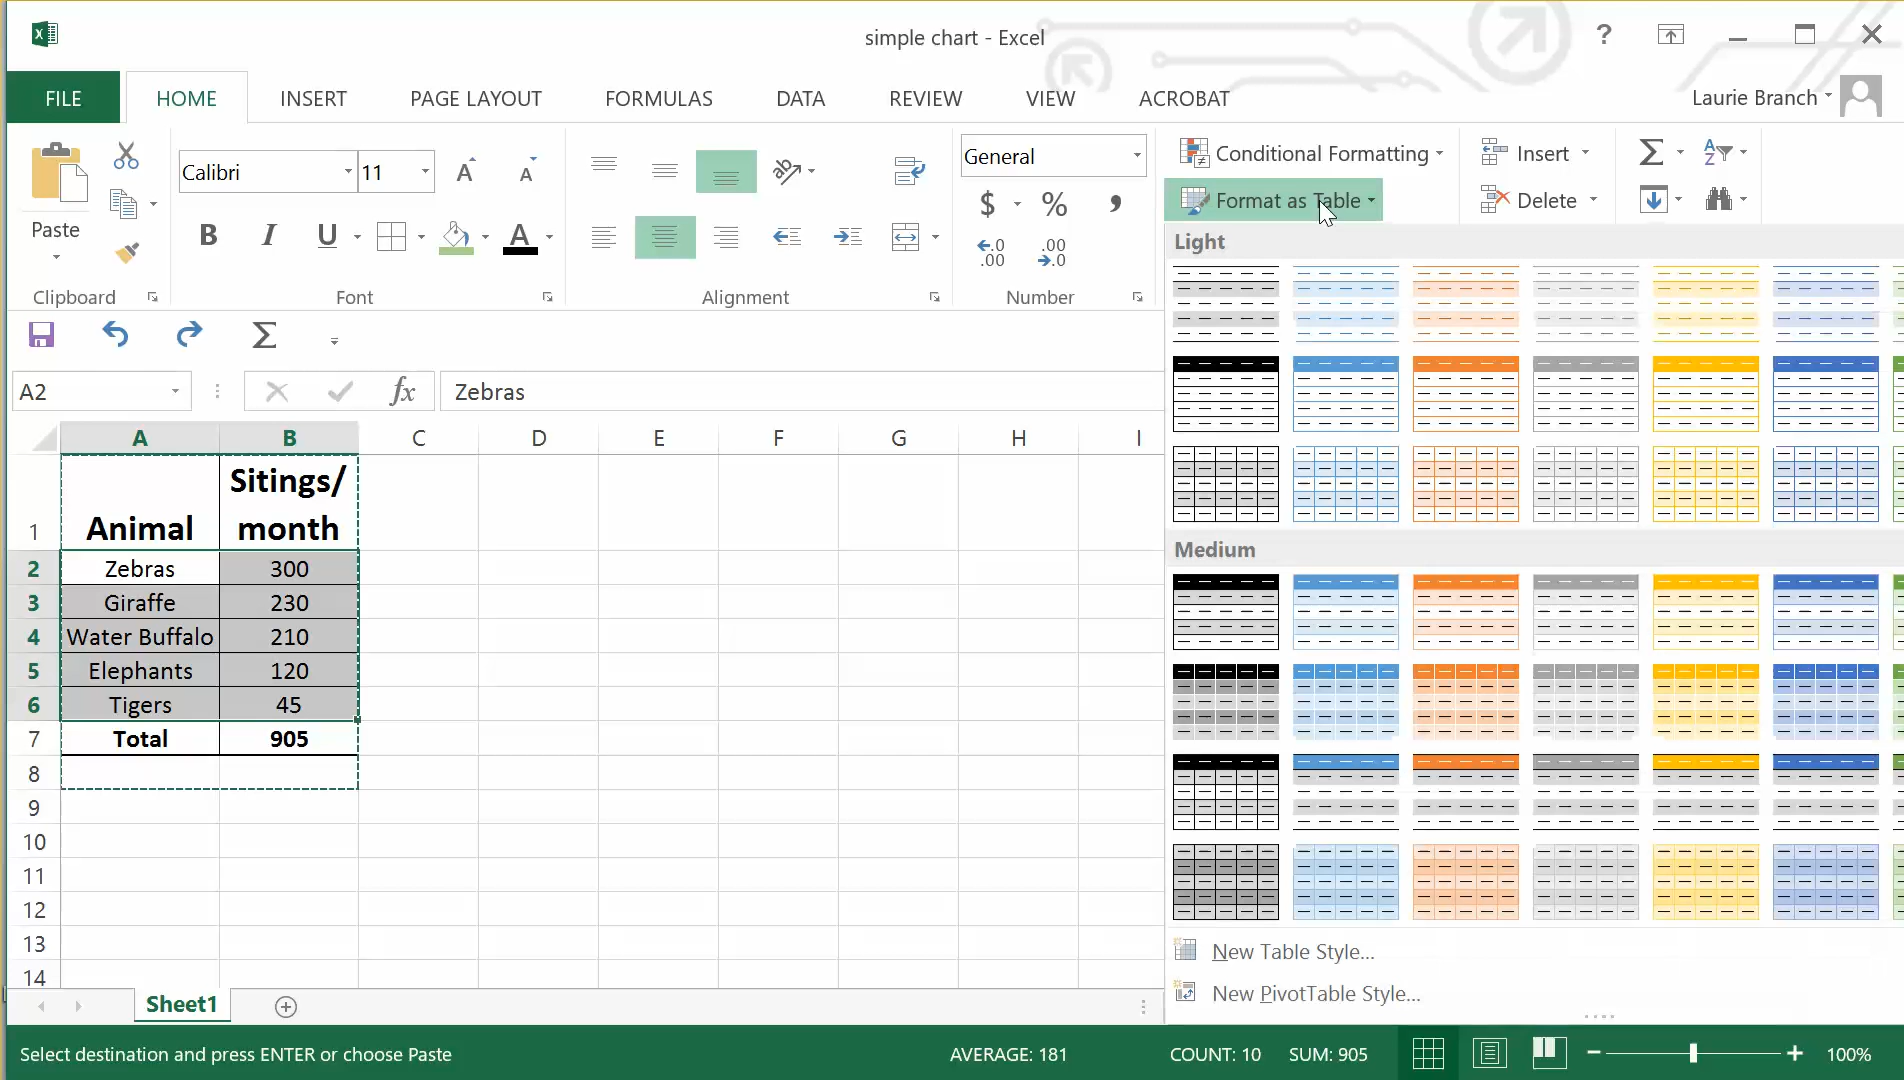 simple chart - Excel
?
FILE HOME INSERT PAGE LAYOUT FORMULAS DATA REVIEW VIEW ACROBAT
Laurie Branch
Paste
Clipboard
Calibri 11
B I U A
Font
Alignment
General
$ % ,
Number
Conditional Formatting
Format as Table
Insert
Delete
Light
Medium
New Table Style...
New PivotTable Style...
A2 fx Zebras
A B C D E F G H I
1 Animal Sitings/
month
2 Zebras 300
3 Giraffe 230
4 Water Buffalo 210
5 Elephants 120
6 Tigers 45
7 Total 905
8
9
10
11
12
13
14
Sheet1
Select destination and press ENTER or choose Paste
AVERAGE: 181 COUNT: 10 SUM: 905
100%